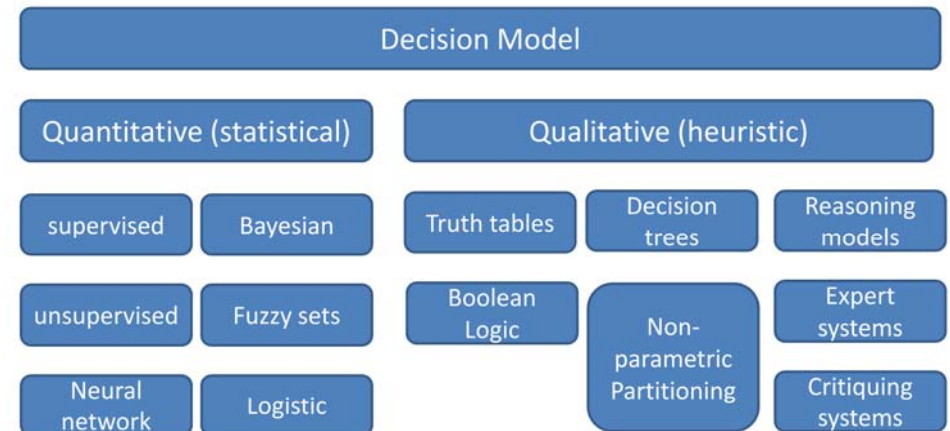 Decision Model
Quantitative (statistical)
Qualitative (heuristic)
supervised
Bayesian
Truth tables
Decision
trees
Reasoning
models
unsupervised
Fuzzy sets
Boolean
Logic
Non-
parametric
Partitioning
Expert
systems
Neural
network
Logistic
Critiquing
systems